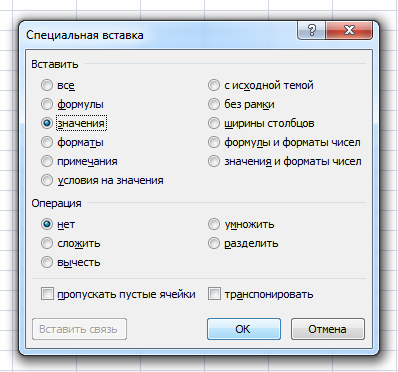 Специальная вставка
Вставить
все
с исходной темой
формулы
без рамки
значения
ширины столбцов
форматы
формулы и форматы чисел
примечания
значения и форматы чисел
условия на значения
Операция
нет
умножить
сложить
разделить
вычесть
пропускать пустые ячейки
транспонировать
Вставить связь
ОК
Отмена